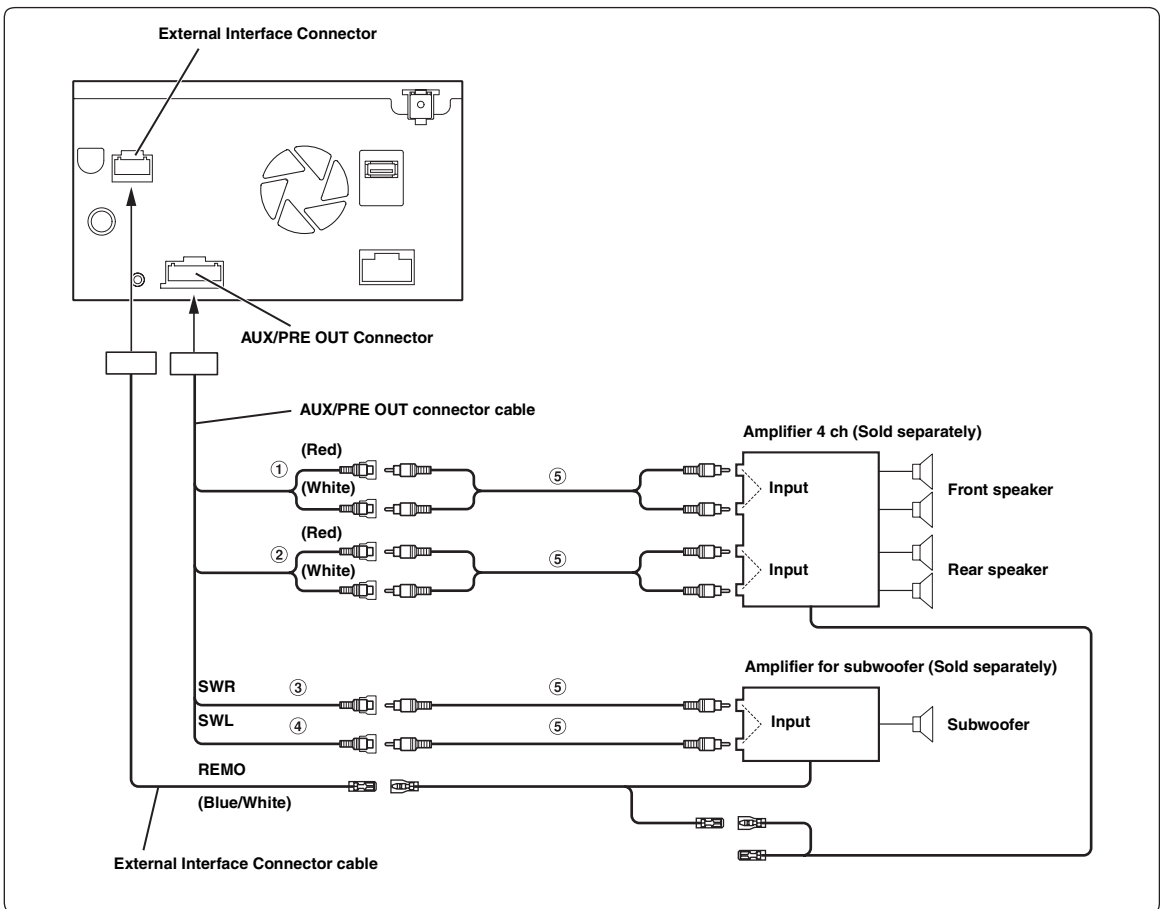 External Interface Connector
AUX/PRE OUT Connector
AUX/PRE OUT connector cable
Amplifier 4 ch (Sold separately)
(Red)
①
⑤
(White)
Input
Front speaker
(Red)
②
⑤
(White)
Input
Rear speaker
Amplifier for subwoofer (Sold separately)
SWR
③
⑤
SWL
④
⑤
Input
Subwoofer
REMO
(Blue/White)
External Interface Connector cable